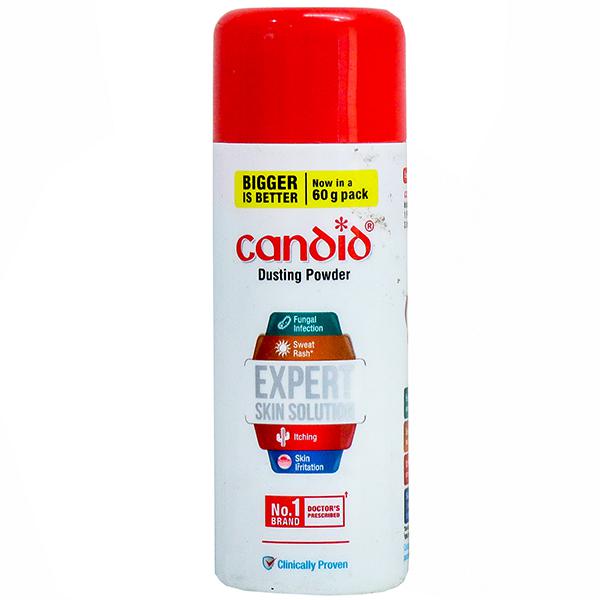 BIGGER
IS BETTER
Now in a
60 g pack
candid®
Dusting Powder
Fungal
Infection
Sweat
Rash*
EXPERT
SKIN SOLUTION
Itching
Skin
Irritation
No.1
BRAND
DOCTOR'S
PRESCRIBED†
Clinically Proven